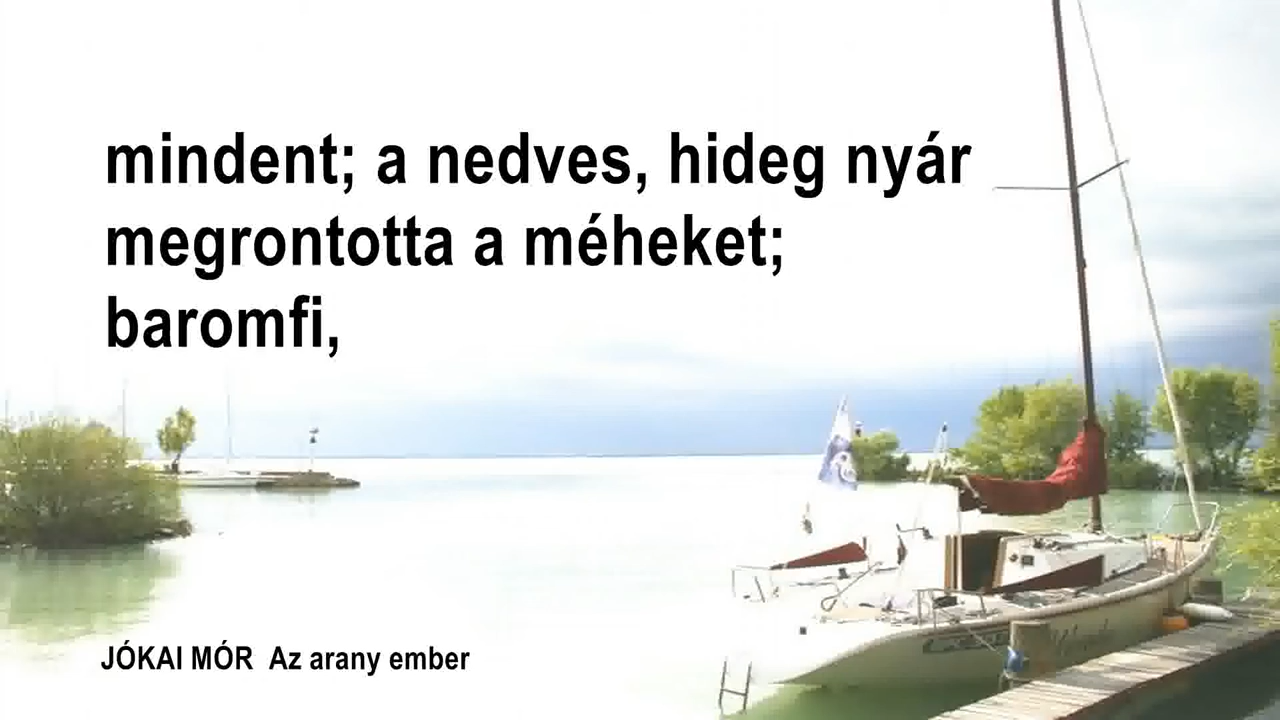 mindent; a nedves, hideg nyár
megrontotta a méheket;
baromfi,
JÓKAI MÓR  Az arany ember